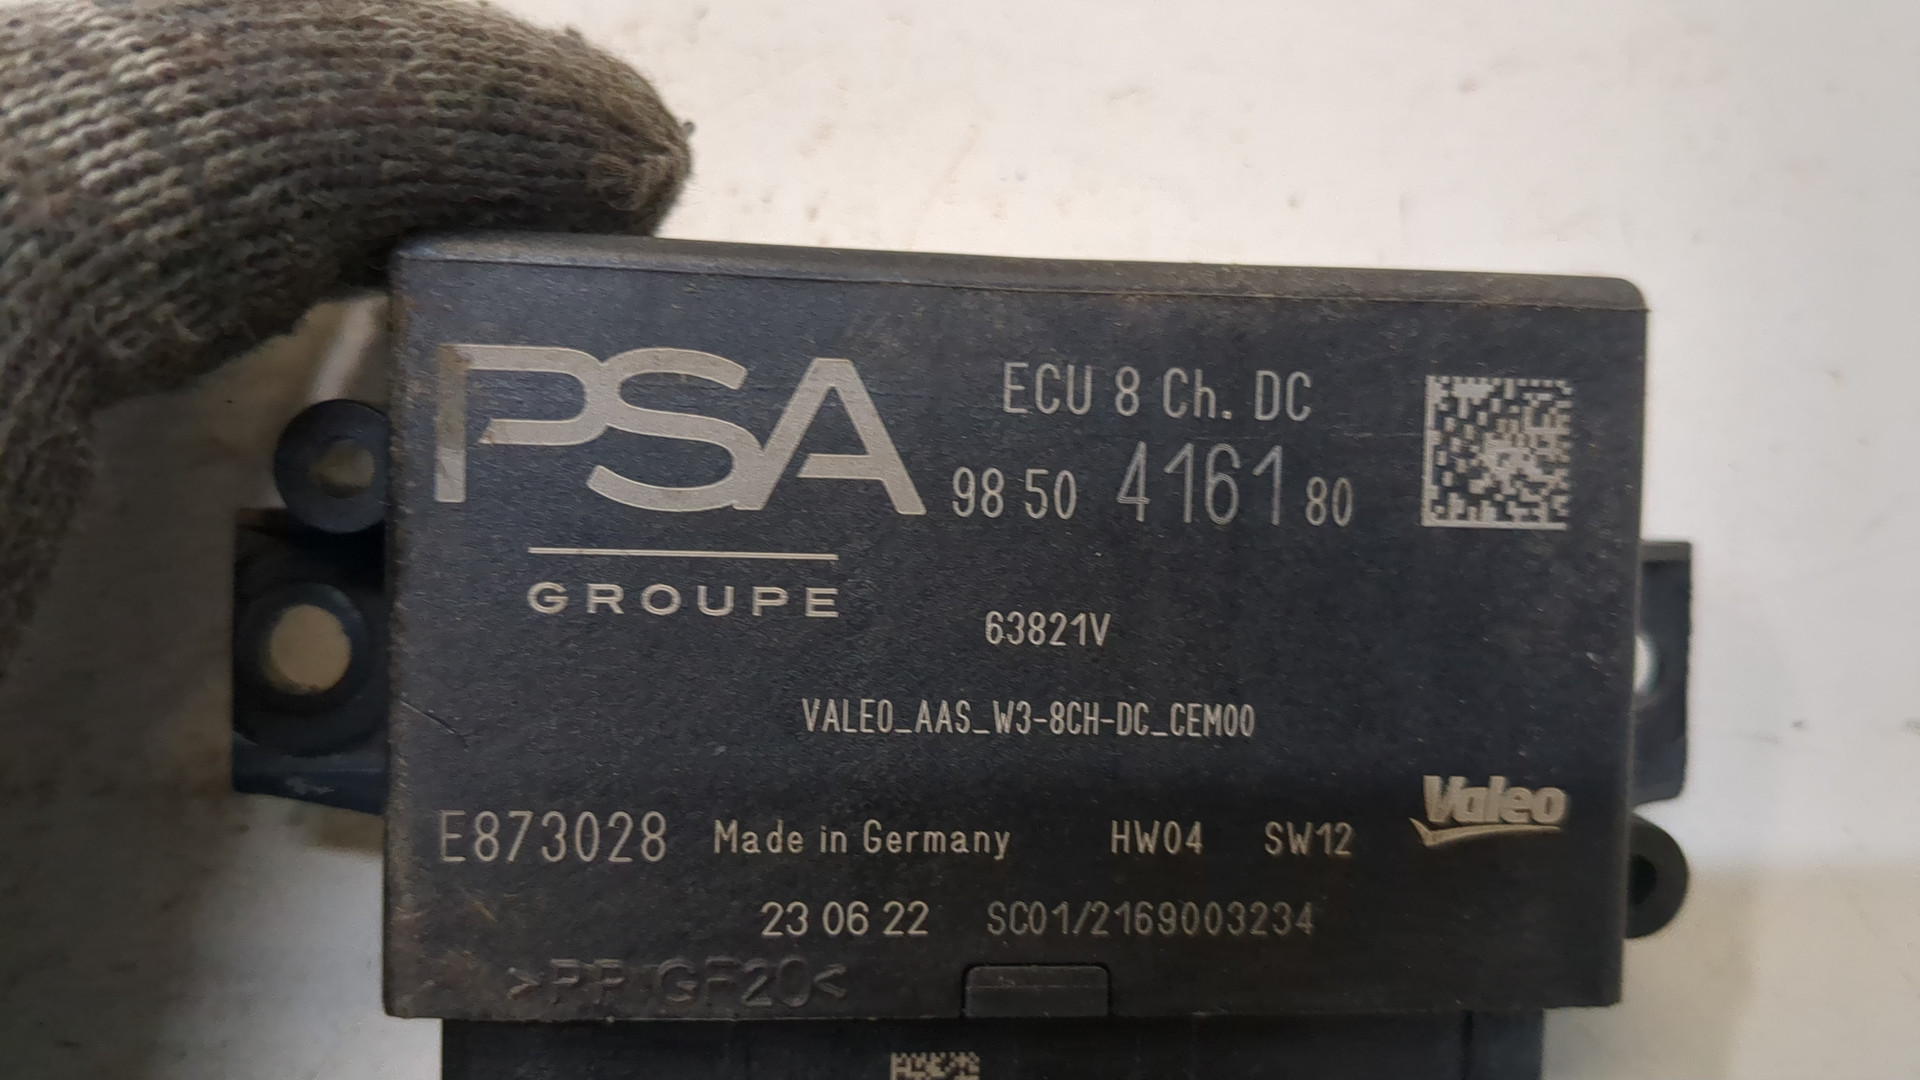 PSA
GROUPE
ECU 8 Ch. DC
98 50 4161 80
63821V
VALEO_AAS_W3-8CH-DC_CEM00
Valeo
E873028 Made in Germany HW04 SW12
23 06 22 SC01/2169003234
>PP GF20<